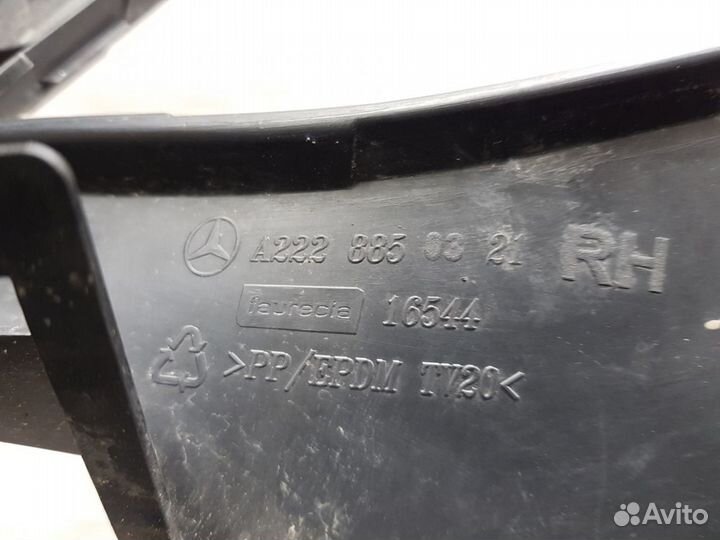 A222 885 03 21 RH
faurecia 16544
>PP/EPDM TV20<
Avito